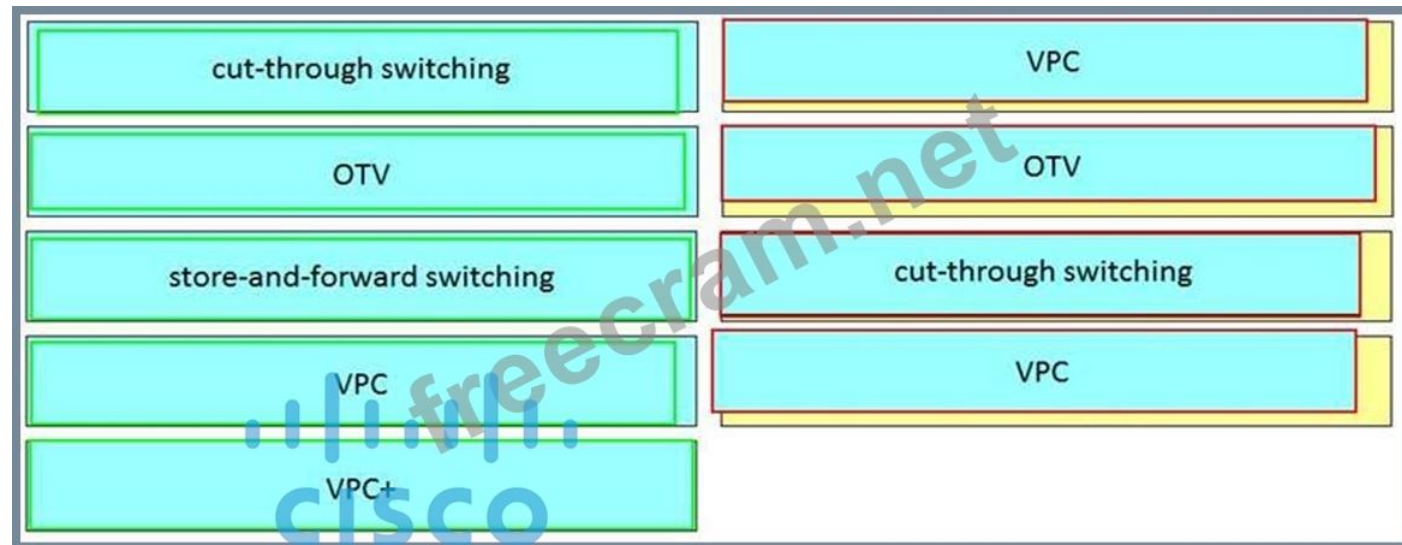 cut-through switching
VPC
OTV
OTV
store-and-forward switching
cut-through switching
VPC
VPC
VPC+
freecram.net
CISCO